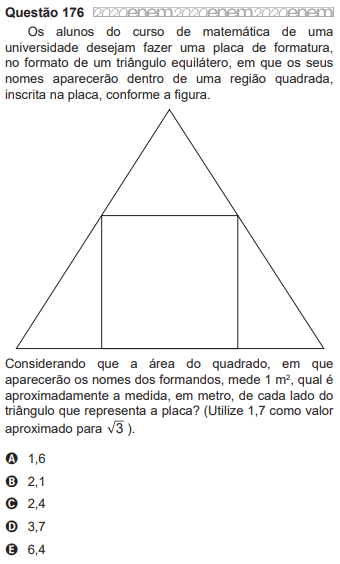 Questão 176 2020enem2020enem2020enem
Os alunos do curso de matemática de uma
universidade desejam fazer uma placa de formatura,
no formato de um triângulo equilátero, em que os seus
nomes aparecerão dentro de uma região quadrada,
inscrita na placa, conforme a figura.
Considerando que a área do quadrado, em que
aparecerão os nomes dos formandos, mede 1 m², qual é
aproximadamente a medida, em metro, de cada lado do
triângulo que representa a placa? (Utilize 1,7 como valor
aproximado para √3 ).
A 1,6
B 2,1
C 2,4
D 3,7
E 6,4